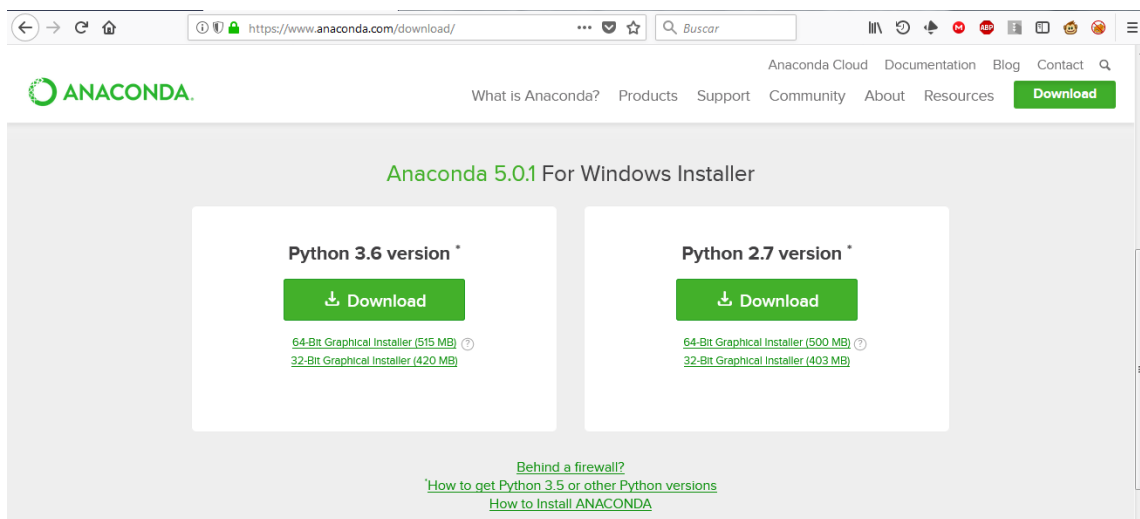 https://www.anaconda.com/download/
Buscar
ABP
Anaconda Cloud Documentation Blog Contact
ANACONDA.
What is Anaconda? Products Support Community About Resources Download
Anaconda 5.0.1 For Windows Installer
Python 3.6 version *
Python 2.7 version *
Download
Download
64-Bit Graphical Installer (515 MB) ?
64-Bit Graphical Installer (500 MB) ?
32-Bit Graphical Installer (420 MB)
32-Bit Graphical Installer (403 MB)
Behind a firewall?
*How to get Python 3.5 or other Python versions
How to Install ANACONDA